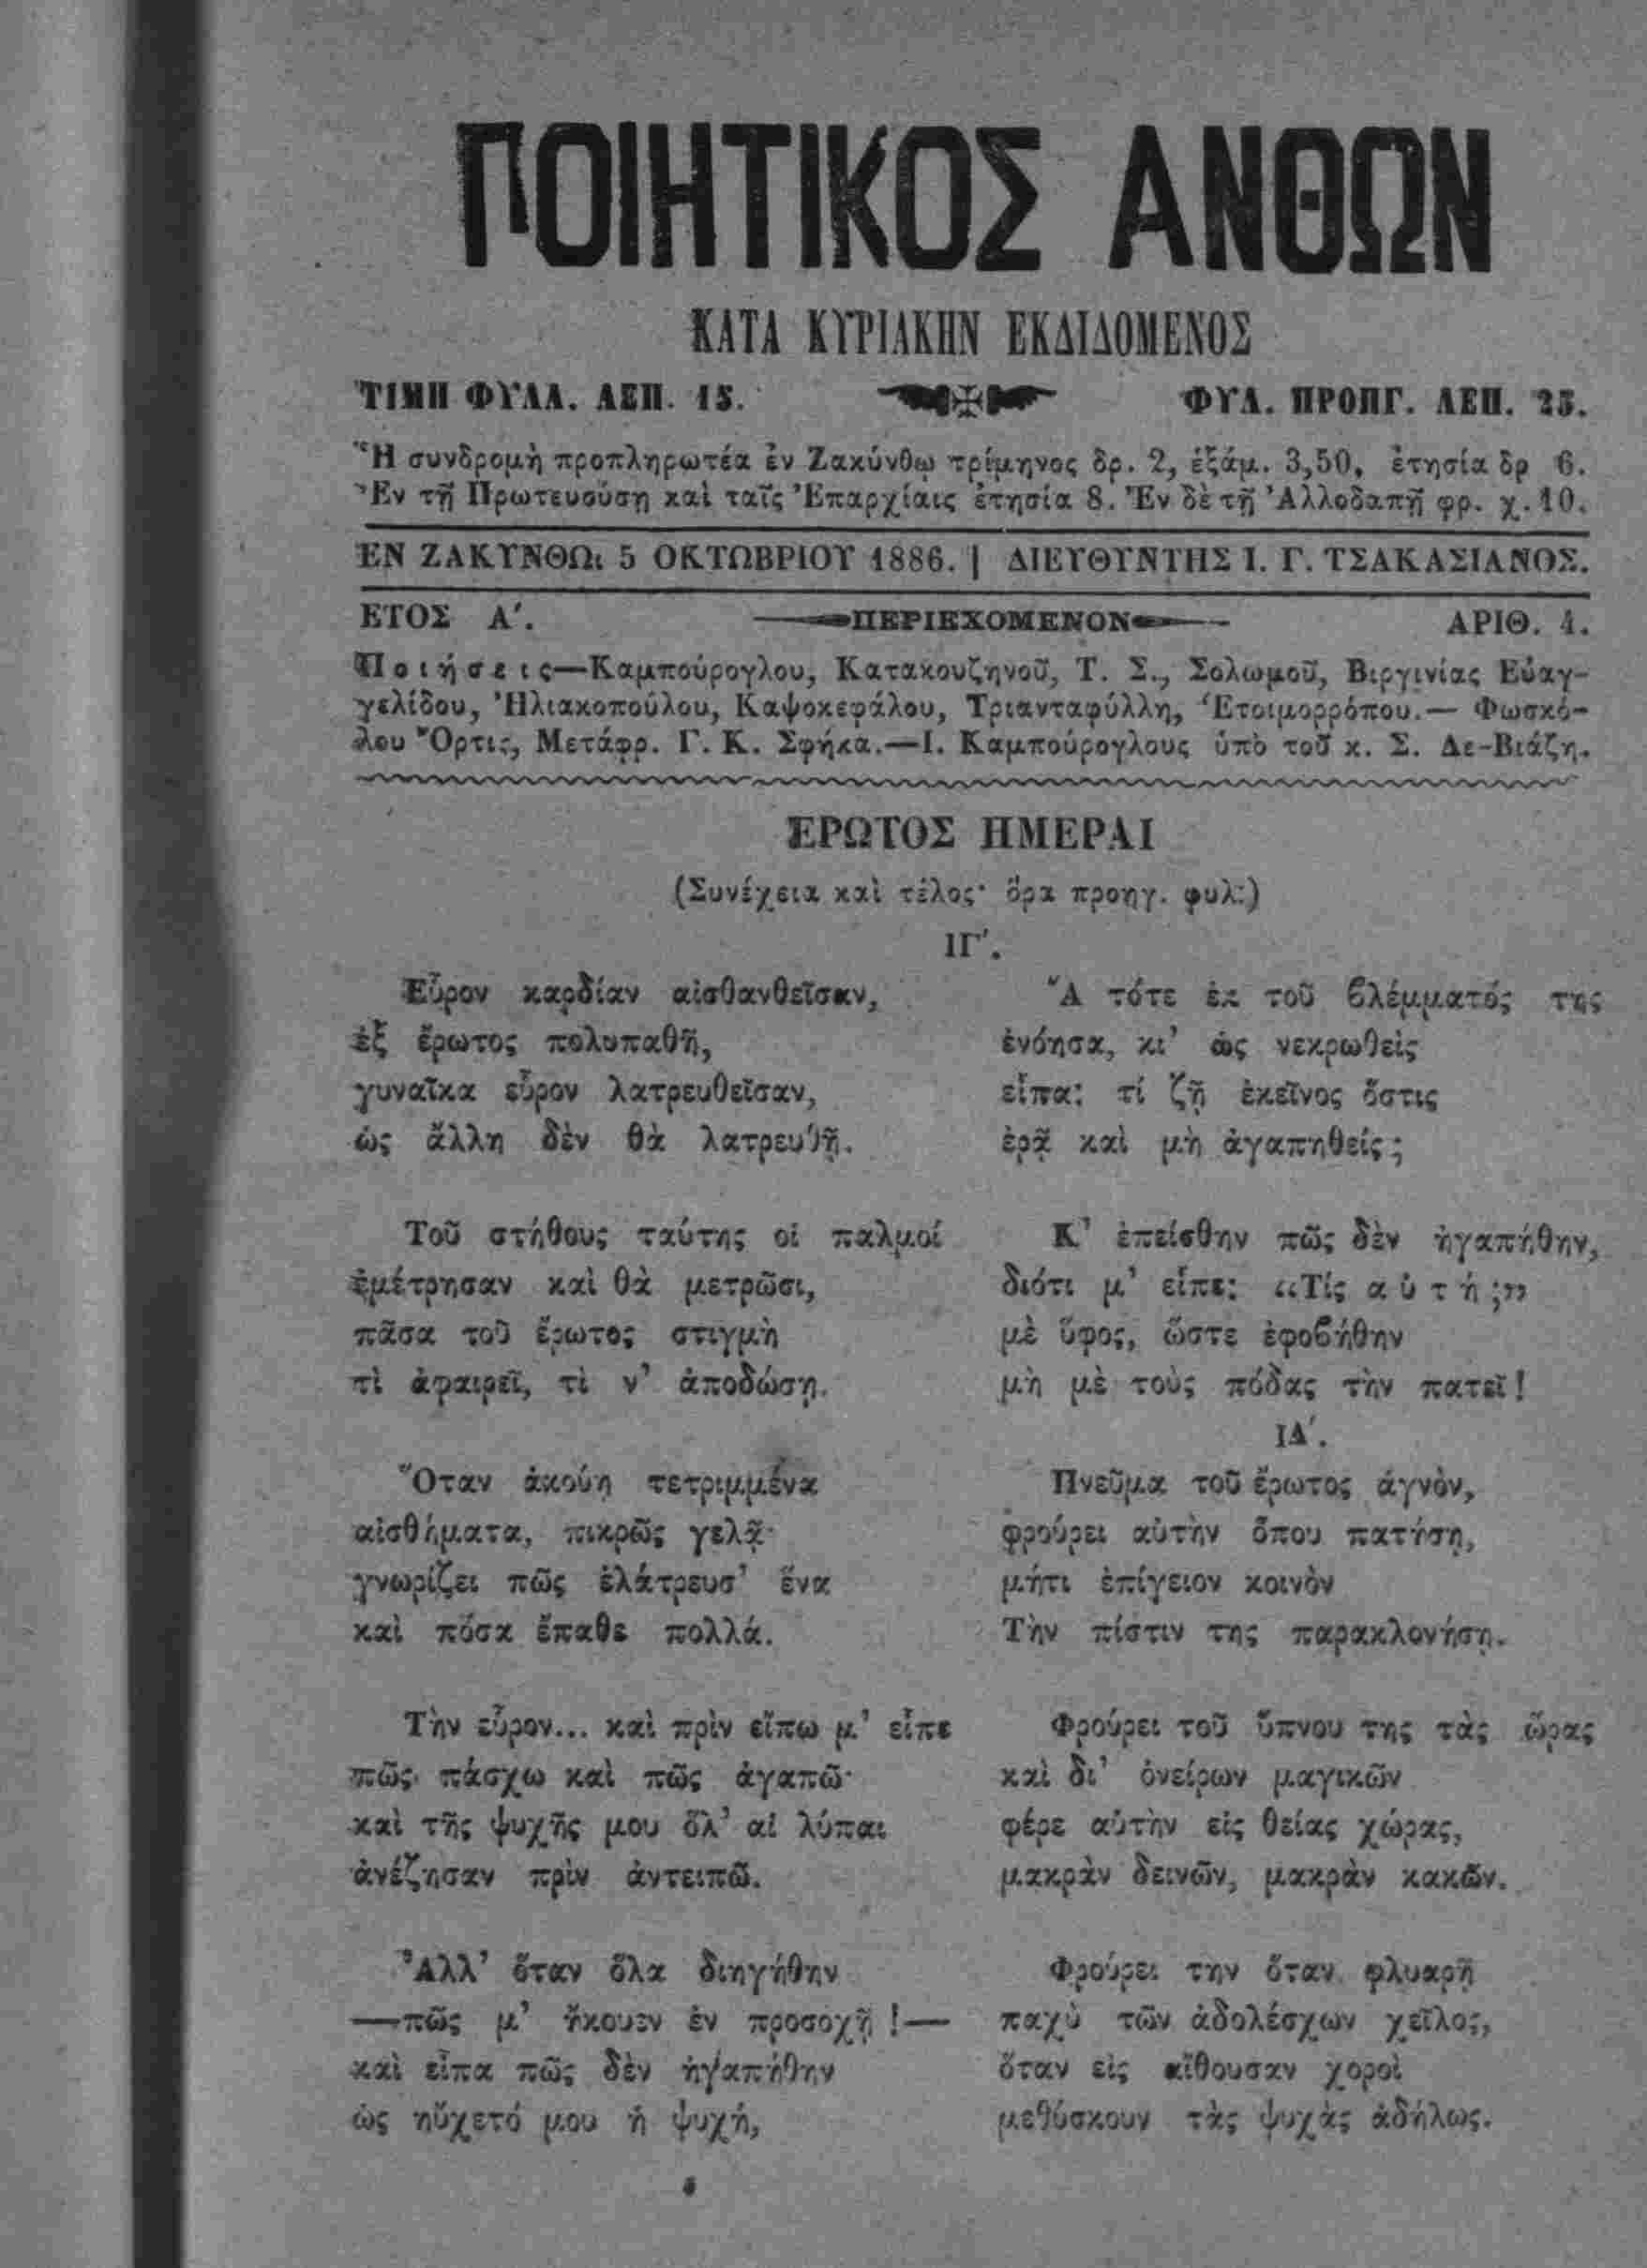 ΠΟΙΗΤΙΚΟΣ ΑΝΘΩΝ
ΚΑΤΑ ΚΥΡΙΑΚΗΝ ΕΚΔΙΔΟΜΕΝΟΣ
ΤΙΜΗ ΦΥΛΛ. ΛΕΠ. 15. ΦΥΛ. ΠΡΟΠΓ. ΛΕΠ. 25.
Ἡ συνδρομὴ προπληρωτέα ἐν Ζακύνθῳ τρίμηνος δρ. 2, ἑξάμ. 3,50, ἐτησία δρ 6.
Ἐν τῇ Πρωτευούσῃ καὶ ταῖς Ἐπαρχίαις ἐτησία 8. Ἐν δὲ τῇ Ἀλλοδαπῇ φρ. χ. 10.
ΕΝ ΖΑΚΥΝΘΩι 5 ΟΚΤΩΒΡΙΟΥ 1886. | ΔΙΕΥΘΥΝΤΗΣ Ι. Γ. ΤΣΑΚΑΣΙΑΝΟΣ.
ΕΤΟΣ Α΄. ΠΕΡΙΕΧΟΜΕΝΟΝ ΑΡΙΘ. 4.
Ποιήσεις—Καμπούρογλου, Κατακουζηνοῦ, Τ. Σ., Σολωμοῦ, Βιργινίας Εὐαγ-
γελίδου, Ἡλιακοπούλου, Καψοκεφάλου, Τριανταφύλλη, Ἑτοιμορρόπου.— Φωσκό-
λου Ὄρτις, Μετάφρ. Γ. Κ. Σφήκα.—Ι. Καμπούρογλους ὑπὸ τοῦ κ. Σ. Δε-Βιάζη.
ΕΡΩΤΟΣ ΗΜΕΡΑΙ
(Συνέχεια καὶ τέλος· ὅρα προηγ. φυλ:)
ΙΓ΄.
Εὗρον καρδίαν αἰσθανθεῖσαν,
ἐξ ἔρωτος πολυπαθῆ,
γυναῖκα εὗρον λατρευθεῖσαν,
ὡς ἄλλη δὲν θὰ λατρευθῇ.
Τοῦ στήθους ταύτης οἱ παλμοί
ἐμέτρησαν καὶ θὰ μετρῶσι,
πᾶσα τοῦ ἔρωτος στιγμὴ
τὶ ἀφαιρεῖ, τὶ ν' ἀποδώσῃ.
Ὅταν ἀκούῃ τετριμμένα
αἰσθήματα, πικρῶς γελᾷ·
γνωρίζει πῶς ἐλάτρευσ' ἕνα
καὶ πόσα ἔπαθε πολλά.
Τὴν εὗρον... καὶ πρὶν εἴπω μ' εἶπε
πῶς πάσχω καὶ πῶς ἀγαπῶ·
καὶ τῆς ψυχῆς μου ὅλ' αἱ λύπαι
ἀνέζησαν πρὶν ἀντειπῶ.
Ἀλλ' ὅταν ὅλα διηγήθην
—πῶς μ' ἤκουεν ἐν προσοχῇ !—
καὶ εἶπα πῶς δὲν ἠγαπήθην
ὡς ηὔχετό μου ἡ ψυχή,
Ἄ τότε ἐκ τοῦ βλέμματός της
ἐνόησα, κι' ὡς νεκρωθεὶς
εἶπα: τί ζῇ ἐκεῖνος ὅστις
ἐρᾷ καὶ μὴ ἀγαπηθείς;
Κ' ἐπείσθην πῶς δὲν ἠγαπήθην,
διότι μ' εἶπε: «Τίς αὐτή;»
μὲ ὕφος, ὥστε ἐφοβήθην
μὴ μὲ τοὺς πόδας τὴν πατεῖ!
ΙΔ΄.
Πνεῦμα τοῦ ἔρωτος ἁγνὸν,
φρούρει αὐτὴν ὅπου πατήσῃ,
μήτι ἐπίγειον κοινὸν
Τὴν πίστιν της παρακλονήσῃ.
Φρούρει τοῦ ὕπνου της τὰς ὥρας
καὶ δι' ὀνείρων μαγικῶν
φέρε αὐτὴν εἰς θείας χώρας,
μακρὰν δεινῶν, μακρὰν κακῶν.
Φρούρει την ὅταν φλυαρῇ
παχὺ τῶν ἀδολέσχων χεῖλος,
ὅταν εἰς αἴθουσαν χοροὶ
μεθύσκουν τὰς ψυχὰς ἀδήλως.